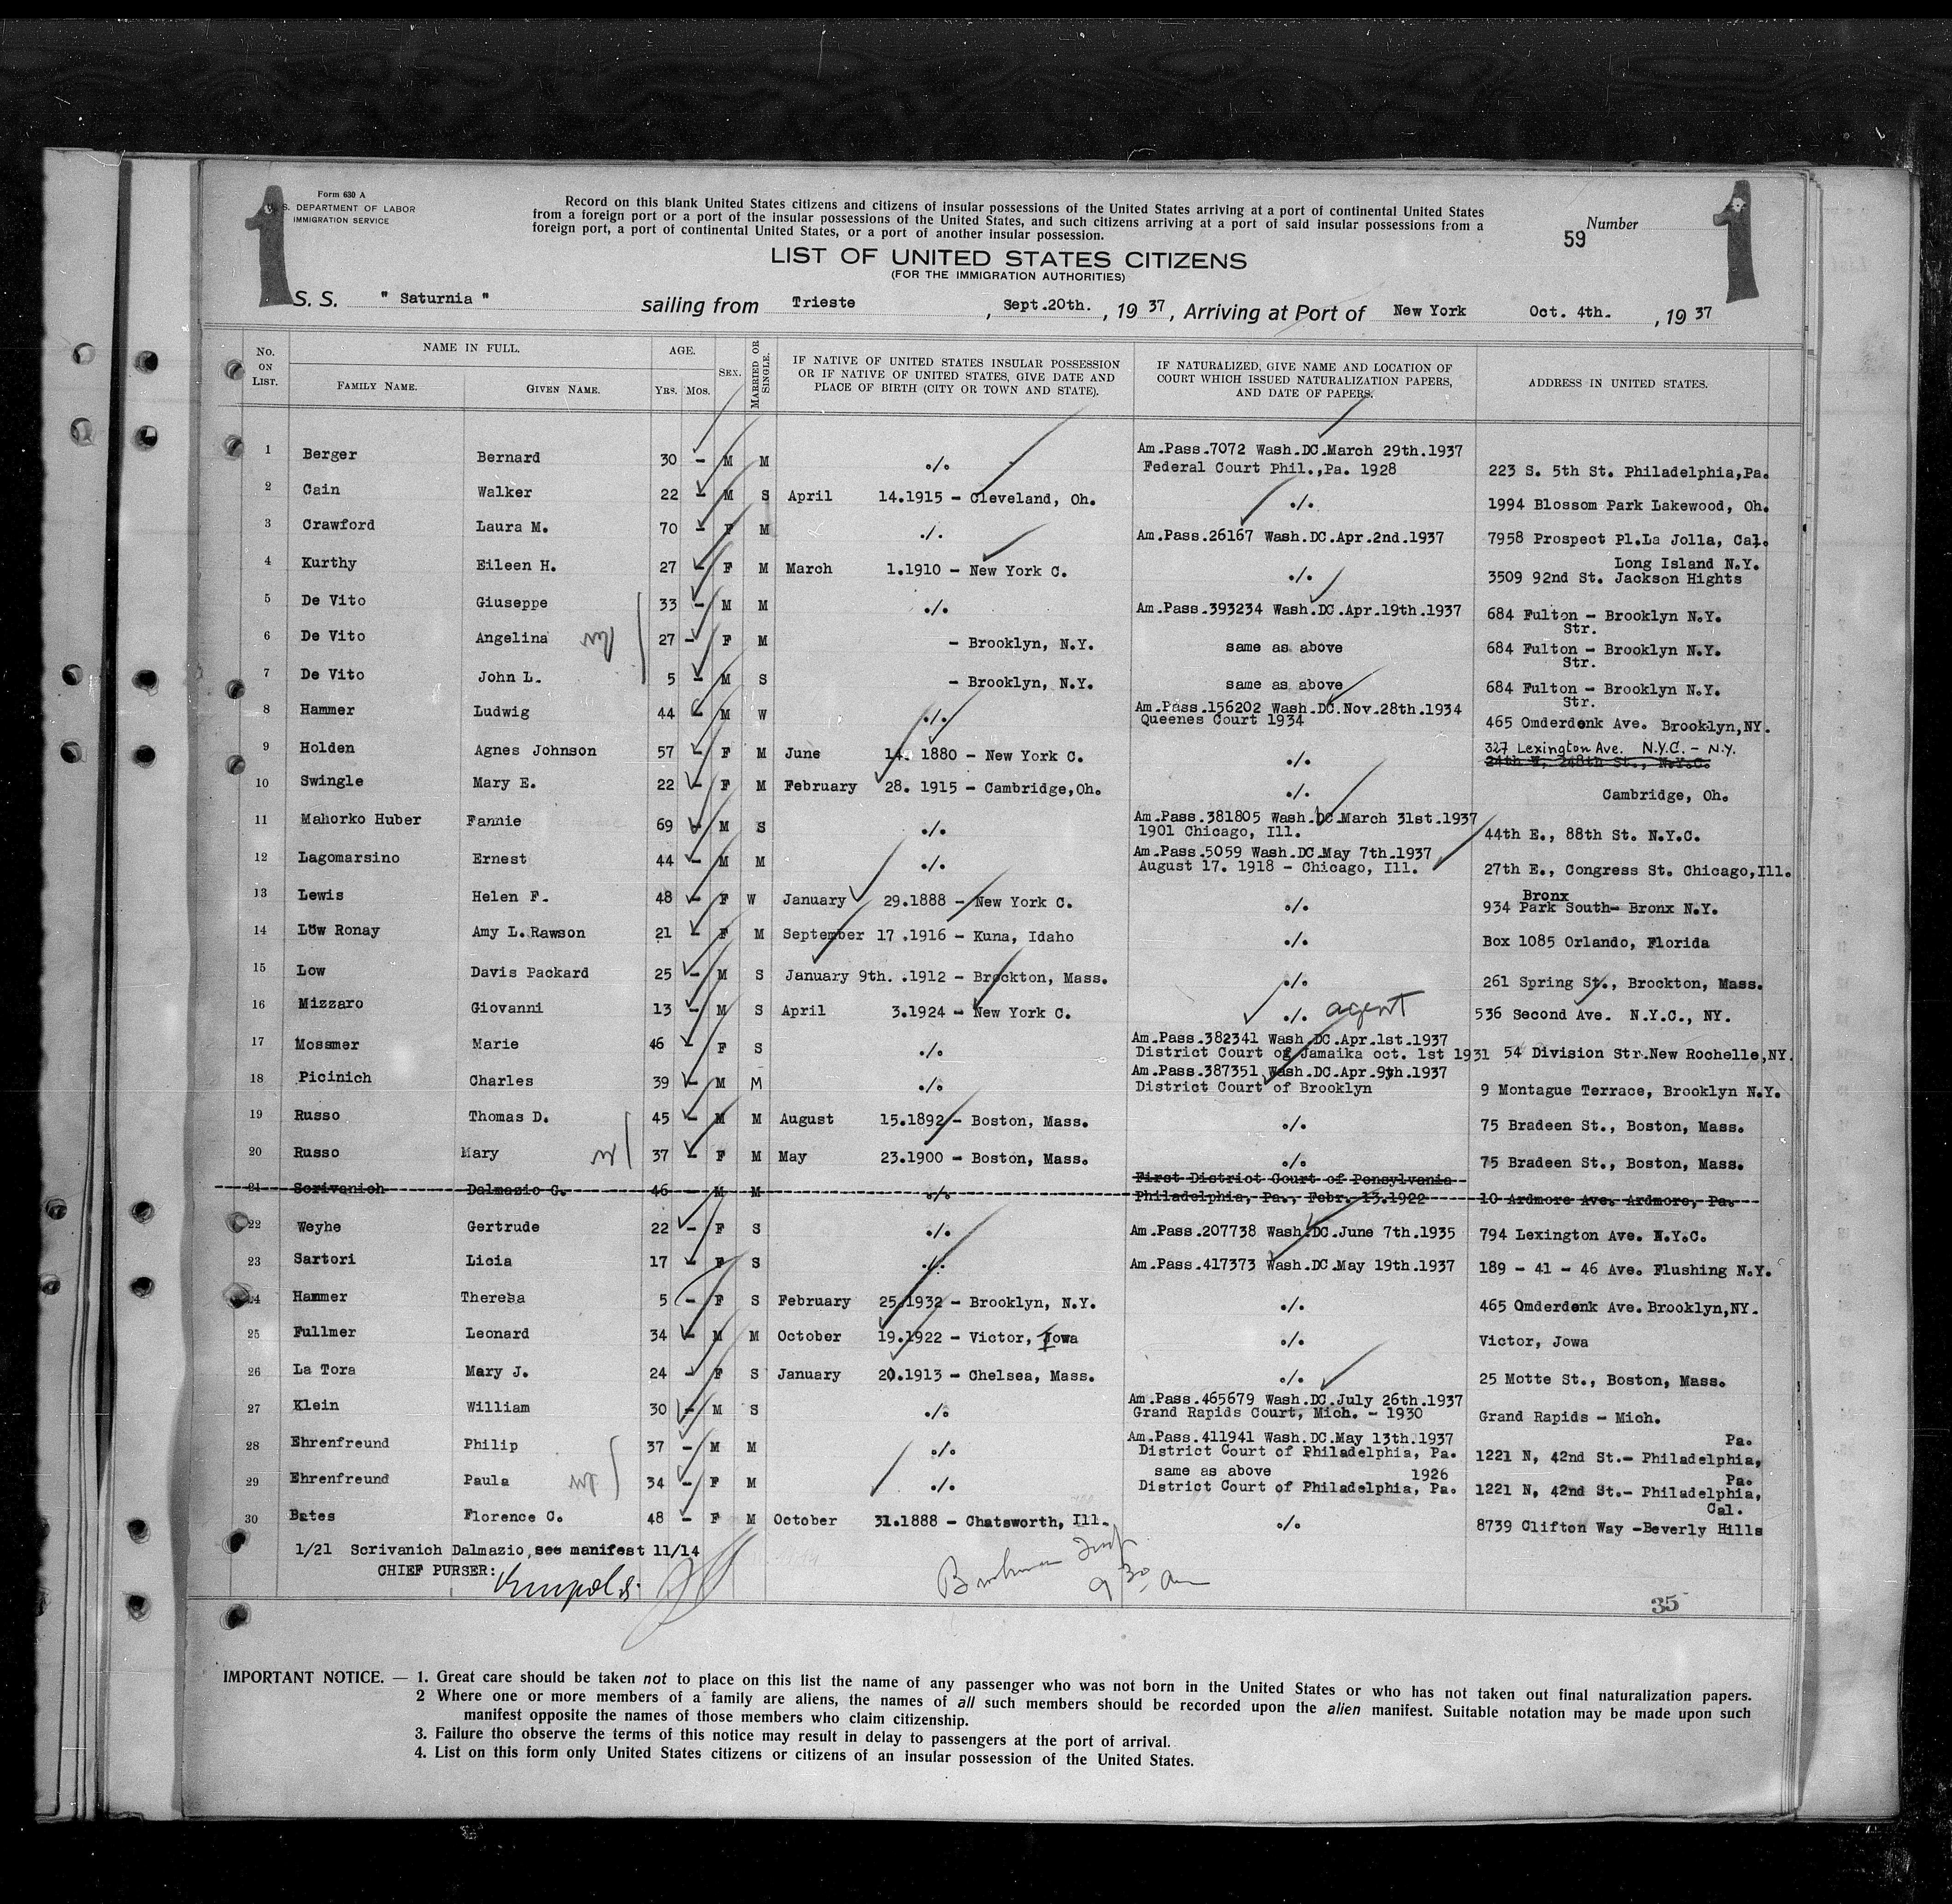 Form 630 A
U. S. DEPARTMENT OF LABOR
IMMIGRATION SERVICE
1
1
Record on this blank United States citizens and citizens of insular possessions of the United States arriving at a port of continental United States
from a foreign port or a port of the insular possessions of the United States, and such citizens arriving at a port of said insular possessions from a
foreign port, a port of continental United States, or a port of another insular possession.
Number
59
LIST OF UNITED STATES CITIZENS
(FOR THE IMMIGRATION AUTHORITIES)
S. S. " Saturnia " sailing from Trieste , Sept.20th. , 19 37 , Arriving at Port of New York Oct. 4th. , 19 37
No. ON LIST. NAME IN FULL. FAMILY NAME. GIVEN NAME. AGE. YRS. MOS. SEX. MARRIED OR SINGLE. IF NATIVE OF UNITED STATES INSULAR POSSESSION OR IF NATIVE OF UNITED STATES, GIVE DATE AND PLACE OF BIRTH (CITY OR TOWN AND STATE). IF NATURALIZED, GIVE NAME AND LOCATION OF COURT WHICH ISSUED NATURALIZATION PAPERS, AND DATE OF PAPERS. ADDRESS IN UNITED STATES.
1 Berger Bernard 30 - M M o/o Am.Pass.7072 Wash.DC.March 29th.1937
Federal Court Phil.,Pa. 1928 223 S. 5th St. Philadelphia,Pa.
2 Cain Walker 22 - M S April 14.1915 - Cleveland, Oh. o/o 1994 Blossom Park Lakewood, Oh.
3 Crawford Laura M. 70 - F M ./. Am.Pass.26167 Wash.DC.Apr.2nd.1937 7958 Prospect Pl.La Jolla, Cal.
4 Kurthy Eileen H. 27 - F M March 1.1910 - New York C. o/o Long Island N.Y.
3509 92nd St. Jackson Hights
5 De Vito Giuseppe 33 - M M o/o Am.Pass.393234 Wash.DC.Apr.19th.1937 684 Fulton - Brooklyn N.Y.
Str.
6 De Vito Angelina 27 - F M - Brooklyn, N.Y. same as above 684 Fulton - Brooklyn N.Y.
Str.
7 De Vito John L. 5 - M S - Brooklyn, N.Y. same as above 684 Fulton - Brooklyn N.Y.
Str.
8 Hammer Ludwig 44 - M W o/o Am.Pass.156202 Wash.DC.Nov.28th.1934
Queenes Court 1934 465 Omderdonk Ave. Brooklyn,NY.
9 Holden Agnes Johnson 57 - F M June 14. 1880 - New York C. o/o 327 Lexington Ave. N.Y.C. - N.Y.
24th W, 248th St., N.Y.C.
10 Swingle Mary E. 22 - F M February 28. 1915 - Cambridge,Oh. o/o Cambridge, Oh.
11 Mahorko Huber Fannie 69 - M S o/o Am.Pass.381805 Wash.DC.March 31st.1937
1901 Chicago, Ill. 44th E., 88th St. N.Y.C.
12 Lagomarsino Ernest 44 - M M o/o Am.Pass.5059 Wash.DC.May 7th.1937
August 17. 1918 - Chicago, Ill. 27th E., Congress St. Chicago,Ill.
13 Lewis Helen F. 48 - F W January 29.1888 - New York C. o/o Bronx
934 Park South- Bronx N.Y.
14 Löw Ronay Amy L.Rawson 21 - F M September 17 .1916 - Kuna, Idaho o/o Box 1085 Orlando, Florida
15 Low Davis Packard 25 - M S January 9th. .1912 - Brockton, Mass. o/o 261 Spring St., Brockton, Mass.
16 Mizzaro Giovanni 13 - M S April 3.1924 - New York C. o/o agent 536 Second Ave. N.Y.C., NY.
17 Mossmer Marie 46 - F S o/o Am.Pass.382341 Wash.DC.Apr.1st.1937
District Court of Jamaika oct. 1st 1931 54 Division Str.New Rochelle,NY.
18 Picinich Charles 39 - M M o/o Am.Pass.387351 Wash.DC.Apr.9th.1937
District Court of Brooklyn 9 Montague Terrace, Brooklyn N.Y.
19 Russo Thomas D. 45 - M M August 15.1892 - Boston, Mass. o/o 75 Bradeen St., Boston, Mass.
20 Russo Mary 37 - F M May 23.1900 - Boston, Mass. o/o 75 Bradeen St., Boston, Mass.
21 Scrivanich Dalmazio G. 46 - M M o/o First District Court of Pensylvania
Philadelphia, Pa., Febr. 13.1922 10 Ardmore Ave. Ardmore, Pa.
22 Weyhe Gertrude 22 - F S o/o Am.Pass.207738 Wash.DC.June 7th.1935 794 Lexington Ave. N.Y.C.
23 Sartori Licia 17 - F S ./. Am.Pass.417373 Wash.DC.May 19th.1937 189 - 41 - 46 Ave. Flushing N.Y.
24 Hammer Theresa 5 - F S February 25.1932 - Brooklyn, N.Y. o/o 465 Omderdonk Ave.Brooklyn,NY.
25 Fullmer Leonard 34 - M M October 19.1922 - Victor, Iowa o/o Victor, Jowa
26 La Tora Mary J. 24 - F S January 20.1913 - Chelsea, Mass. o/o 25 Motte St., Boston, Mass.
27 Klein William 30 - M S o/o Am.Pass.465679 Wash.DC.July 26th.1937
Grand Rapids Court, Mich. - 1930 Grand Rapids - Mich.
28 Ehrenfreund Philip 37 - M M o/o Am.Pass.411941 Wash.DC.May 13th.1937 Pa.
District Court of Philadelphia, Pa. 1221 N, 42nd St.- Philadelphia,
29 Ehrenfreund Paula 34 - F M o/o same as above 1926 Pa.
District Court of Philadelphia, Pa. 1221 N, 42nd St.- Philadelphia,
30 Bates Florence C. 48 - F M October 31.1888 - Chatsworth, Ill. o/o Cal.
8739 Clifton Way -Beverly Hills
1/21 Scrivanich Dalmazio,see manifest 11/14
CHIEF PURSER:
9 30 am
35
IMPORTANT NOTICE. — 1. Great care should be taken not to place on this list the name of any passenger who was not born in the United States or who has not taken out final naturalization papers.
2 Where one or more members of a family are aliens, the names of all such members should be recorded upon the alien manifest. Suitable notation may be made upon such
manifest opposite the names of those members who claim citizenship.
3. Failure tho observe the terms of this notice may result in delay to passengers at the port of arrival.
4. List on this form only United States citizens or citizens of an insular possession of the United States.